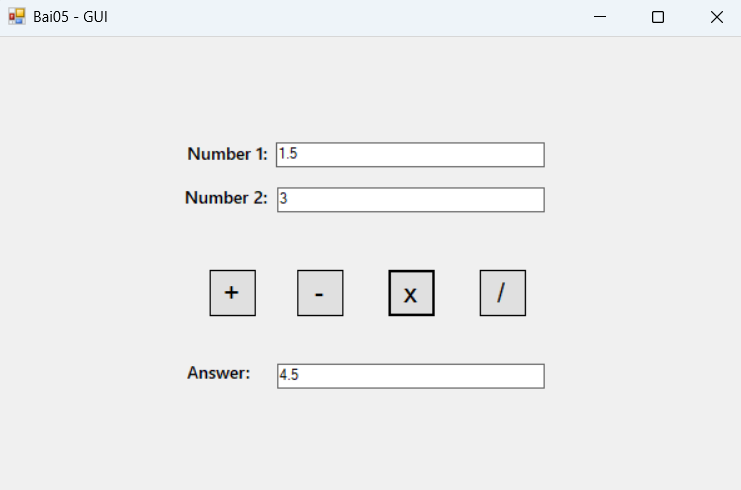 Bai05 - GUI
Number 1: 1.5
Number 2: 3
+ - x /
Answer: 4.5